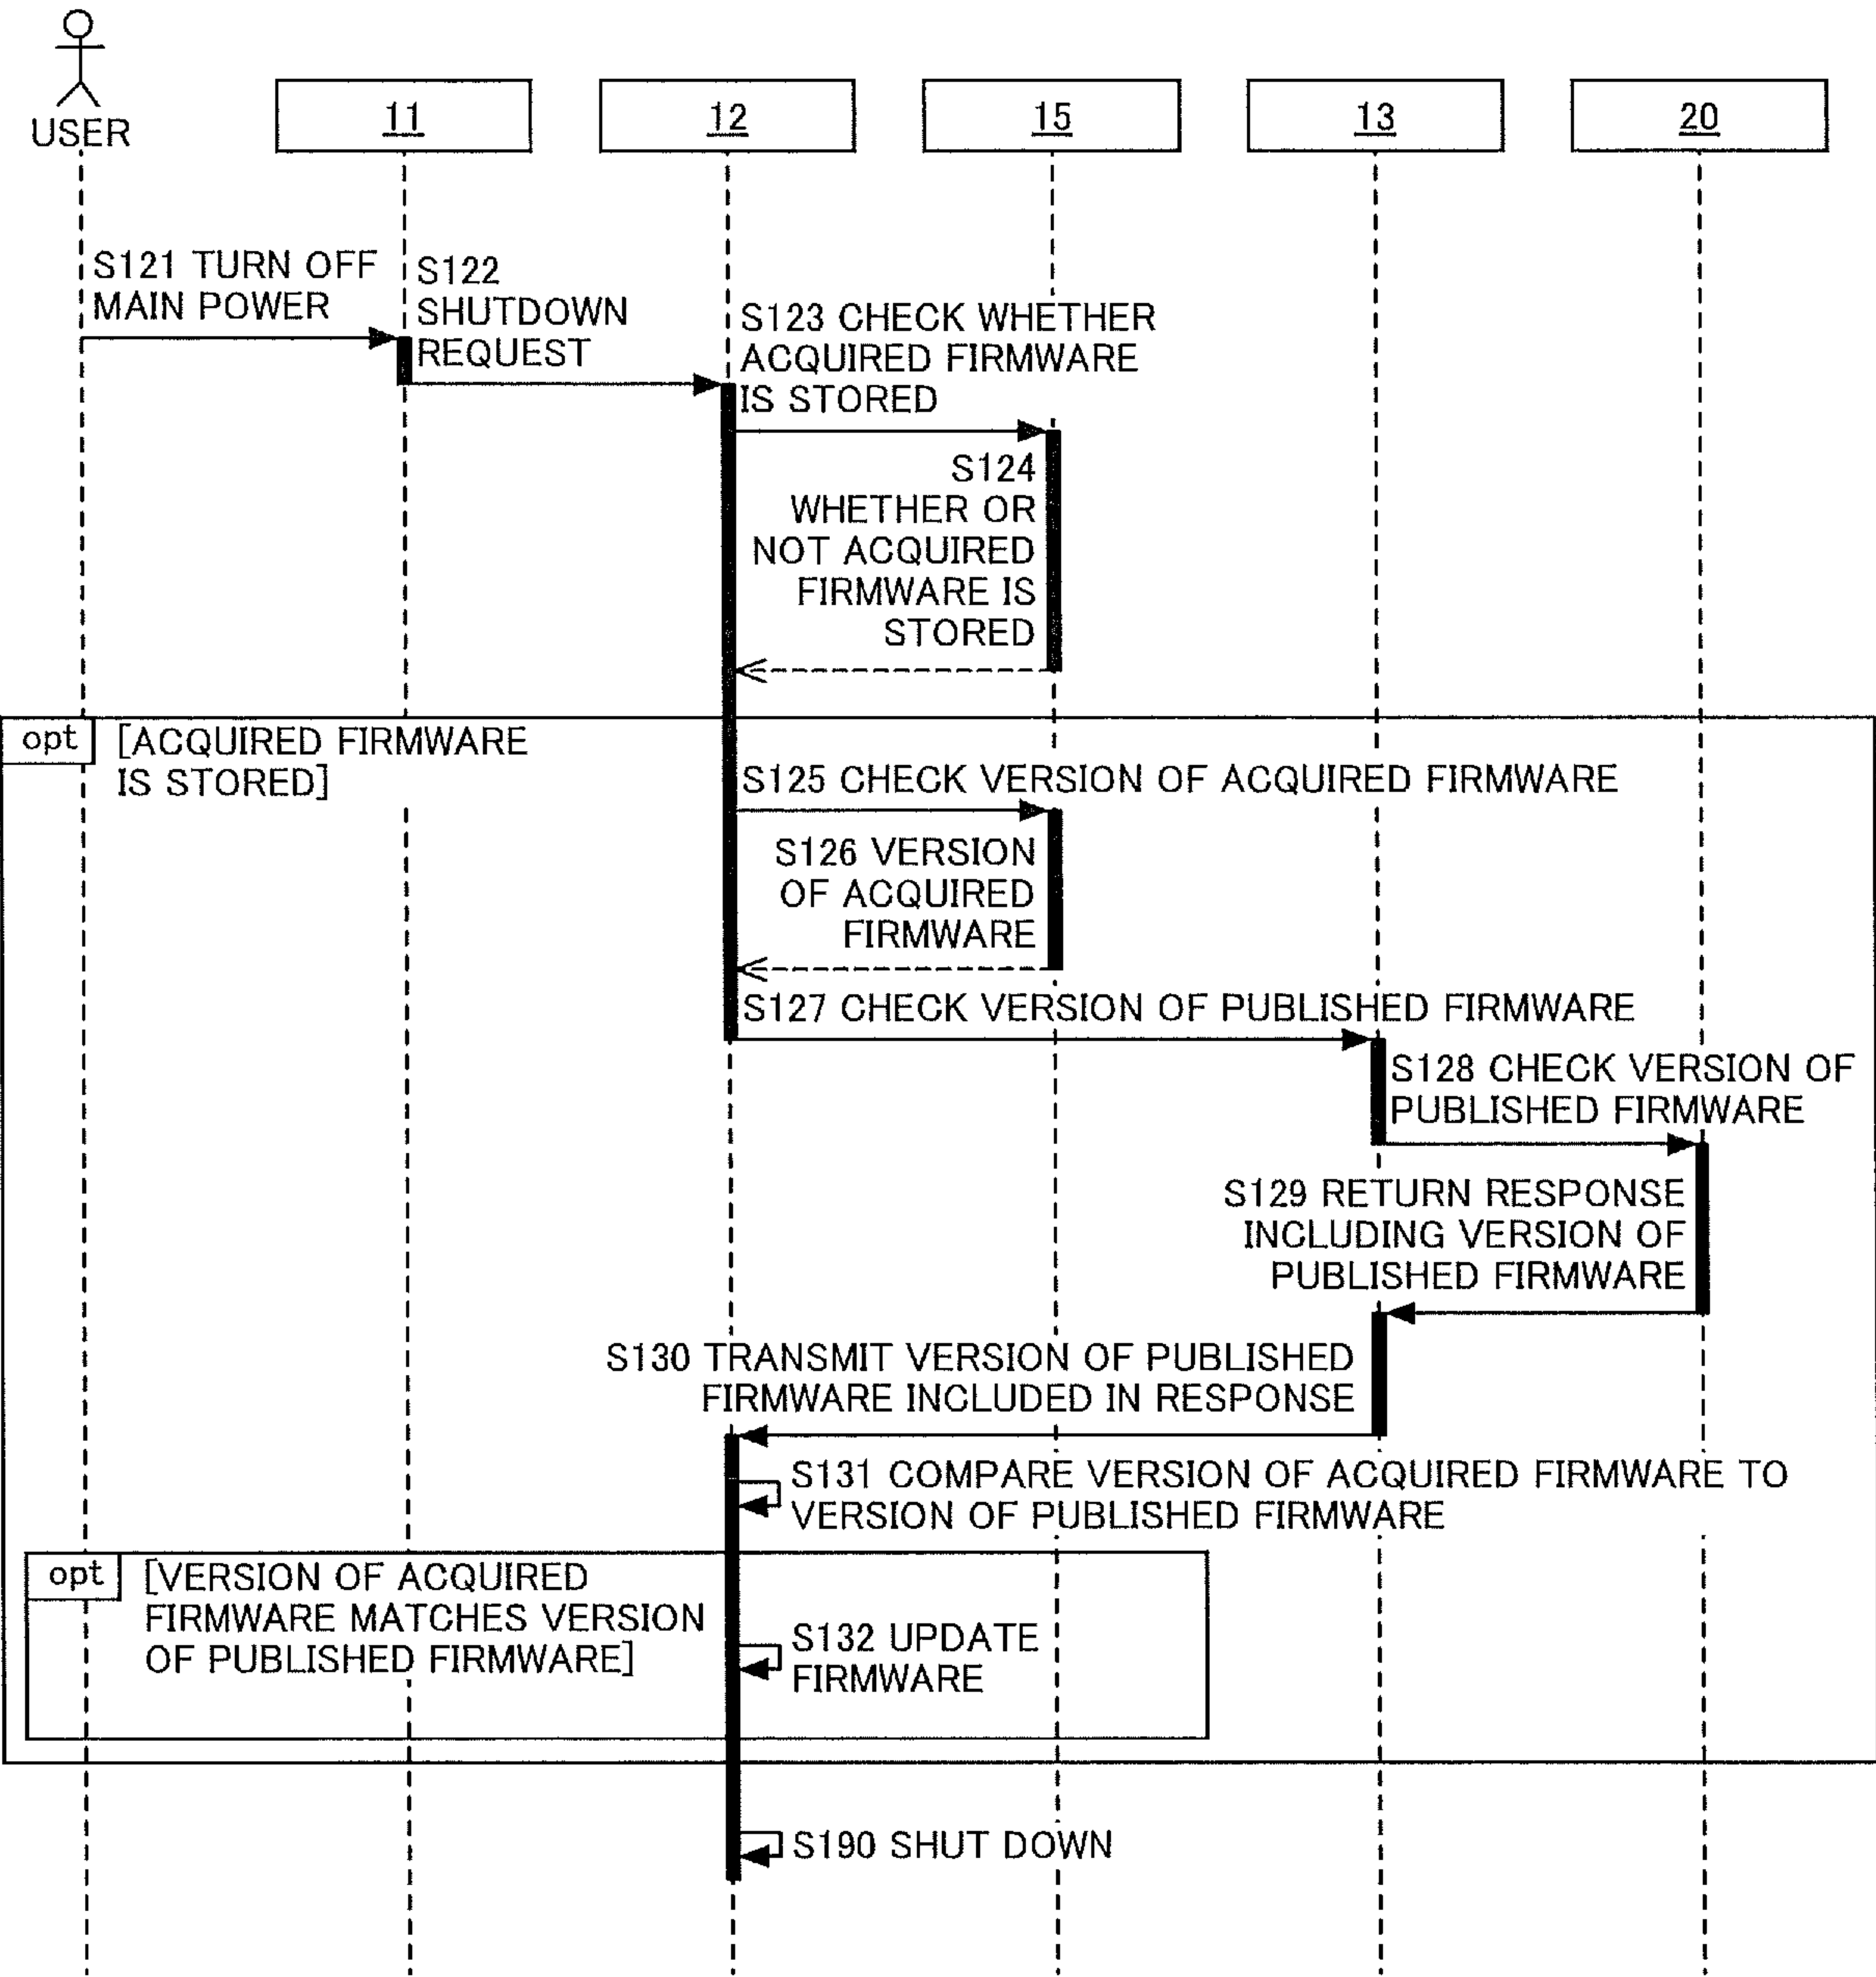 USER
11
12
15
13
20
S121 TURN OFF
MAIN POWER
S122
SHUTDOWN
REQUEST
S123 CHECK WHETHER
ACQUIRED FIRMWARE
IS STORED
S124
WHETHER OR
NOT ACQUIRED
FIRMWARE IS
STORED
opt
[ACQUIRED FIRMWARE
IS STORED]
S125 CHECK VERSION OF ACQUIRED FIRMWARE
S126 VERSION
OF ACQUIRED
FIRMWARE
S127 CHECK VERSION OF PUBLISHED FIRMWARE
S128 CHECK VERSION OF
PUBLISHED FIRMWARE
S129 RETURN RESPONSE
INCLUDING VERSION OF
PUBLISHED FIRMWARE
S130 TRANSMIT VERSION OF PUBLISHED
FIRMWARE INCLUDED IN RESPONSE
S131 COMPARE VERSION OF ACQUIRED FIRMWARE TO
VERSION OF PUBLISHED FIRMWARE
opt
[VERSION OF ACQUIRED
FIRMWARE MATCHES VERSION
OF PUBLISHED FIRMWARE]
S132 UPDATE
FIRMWARE
S190 SHUT DOWN